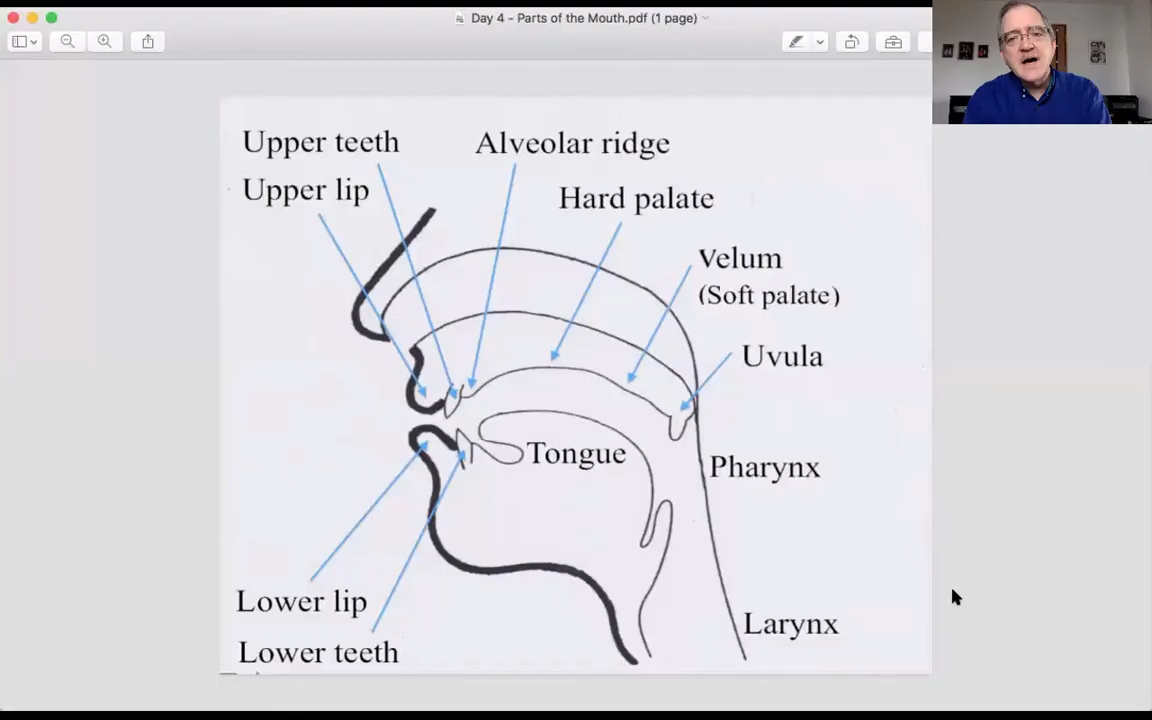 Day 4 - Parts of the Mouth.pdf (1 page)
Upper teeth
Alveolar ridge
Upper lip
Hard palate
Velum
(Soft palate)
Uvula
Tongue
Pharynx
Lower lip
Larynx
Lower teeth